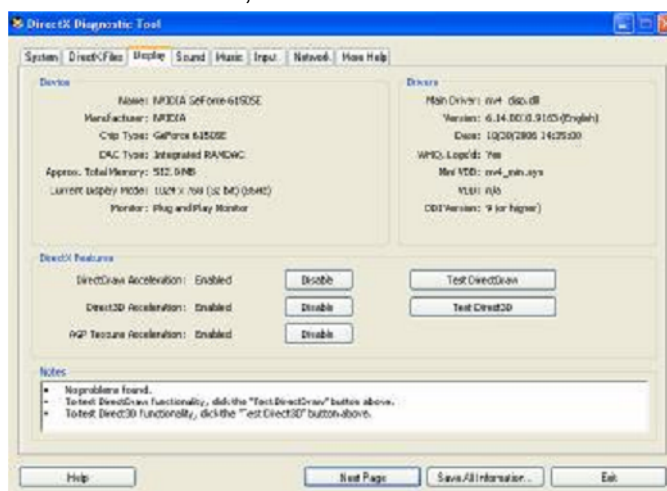 DirectX Diagnostic Tool
System DirectX Files Display Sound Music Input Network More Help
Device
Name: NVIDIA GeForce 6150SE
Manufacturer: NVIDIA
Chip Type: GeForce 6150SE
DAC Type: Integrated RAMDAC
Approx. Total Memory: 512.0 MB
Current Display Mode: 1024 x 768 (32 bit)
Monitor: Plug and Play Monitor
Drivers
Main Driver: nv4_disp.dll
Version: 6.14.0010.9163 (English)
Date: 10/20/2006
WHQL Logo'd: Yes
Mini VDD: nv4_mini.sys
VDD: n/a
DDI Version: 9 (or higher)
DirectX Features
DirectDraw Acceleration: Enabled Disable Test DirectDraw
Direct3D Acceleration: Enabled Disable Test Direct3D
AGP Texture Acceleration: Enabled Disable
Notes
• No problems found.
• To test DirectDraw functionality, click the "Test DirectDraw" button above.
• To test Direct3D functionality, click the "Test Direct3D" button above.
Help Next Page Save All Information... Exit